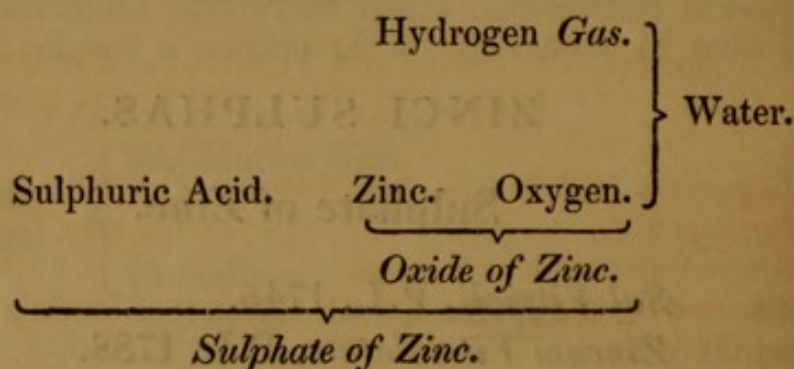 Hydrogen Gas.
Water.
Sulphuric Acid. Zinc. Oxygen.
Oxide of Zinc.
Sulphate of Zinc.